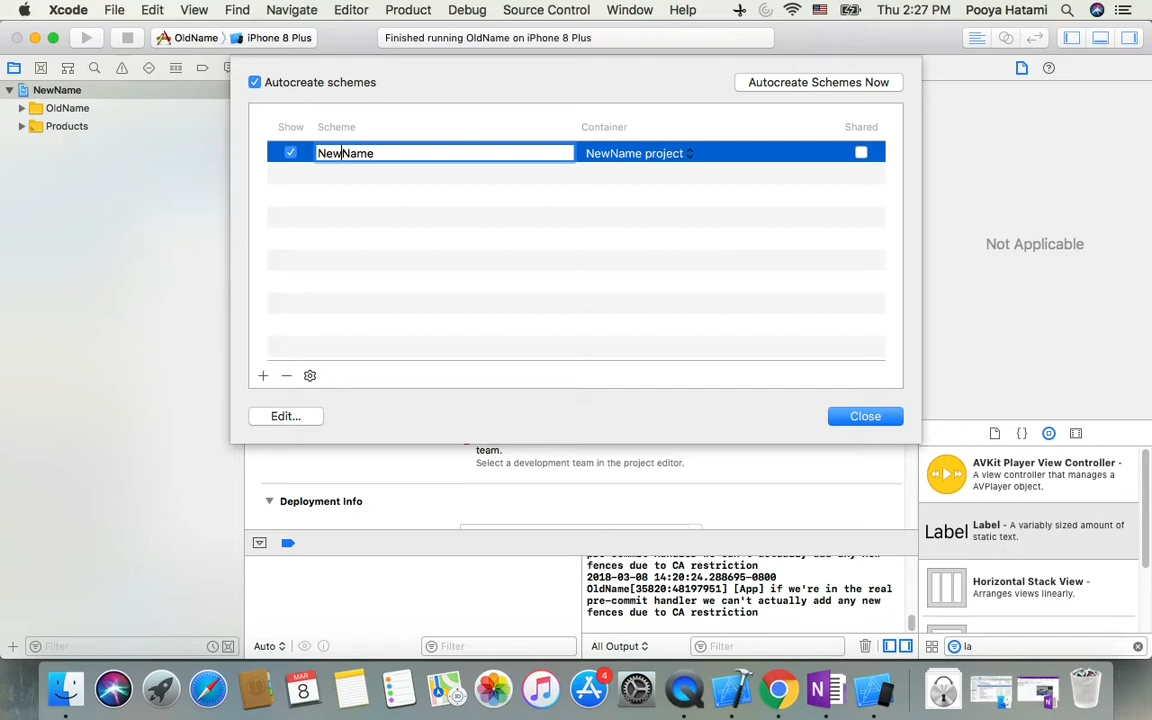 Xcode File Edit View Find Navigate Editor Product Debug Source Control Window Help Thu 2:27 PM Pooya Hatami
OldName iPhone 8 Plus Finished running OldName on iPhone 8 Plus
NewName
OldName
Products
Autocreate schemes Autocreate Schemes Now
Show Scheme Container Shared
NewName NewName project
Edit... Close
Not Applicable
team.
Select a development team in the project editor.
Deployment Info
AVKit Player View Controller -
A view controller that manages a
AVPlayer object.
Label Label - A variably sized amount of
static text.
Horizontal Stack View -
Arranges views linearly.
fences due to CA restriction
2018-03-08 14:20:24.288695-0800
OldName[35820:48197951] [App] if we're in the real
pre-commit handler we can't actually add any new
fences due to CA restriction
Filter Auto Filter All Output Filter la
MAR
8
4